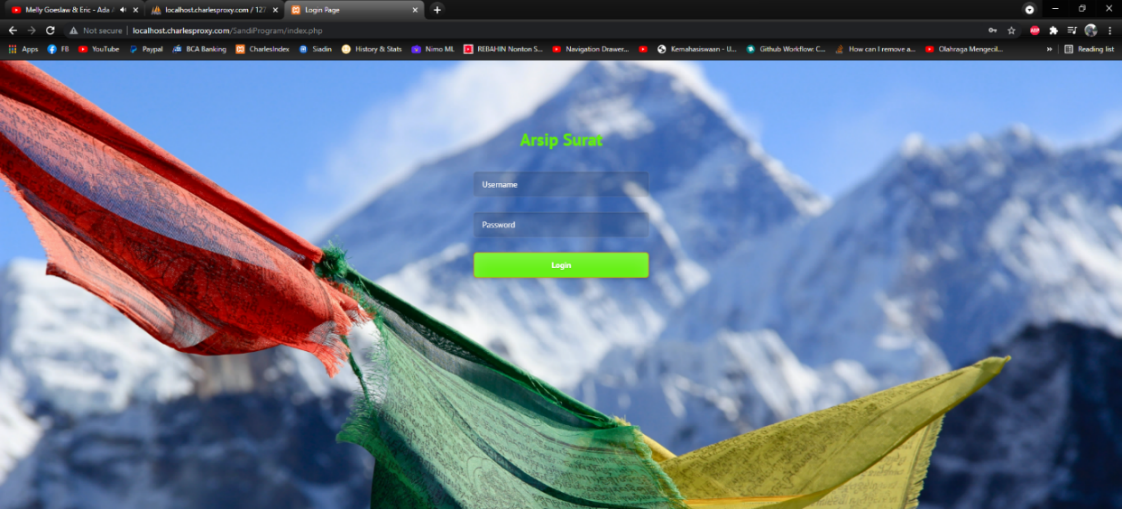 Melly Goeslaw & Eric - Ada A
localhost.charlesproxy.com / 127
Login Page
Not secure | localhost.charlesproxy.com/SandiProgram/index.php
Apps FB YouTube Paypal BCA Banking CharlesIndex Siadin History & Stats Nimo ML REBAHIN Nonton S... Navigation Drawer... Kemahasiswaan - U... Github Workflow: C... How can I remove a... Olahraga Mengecil... » Reading list
Arsip Surat
Username
Password
Login